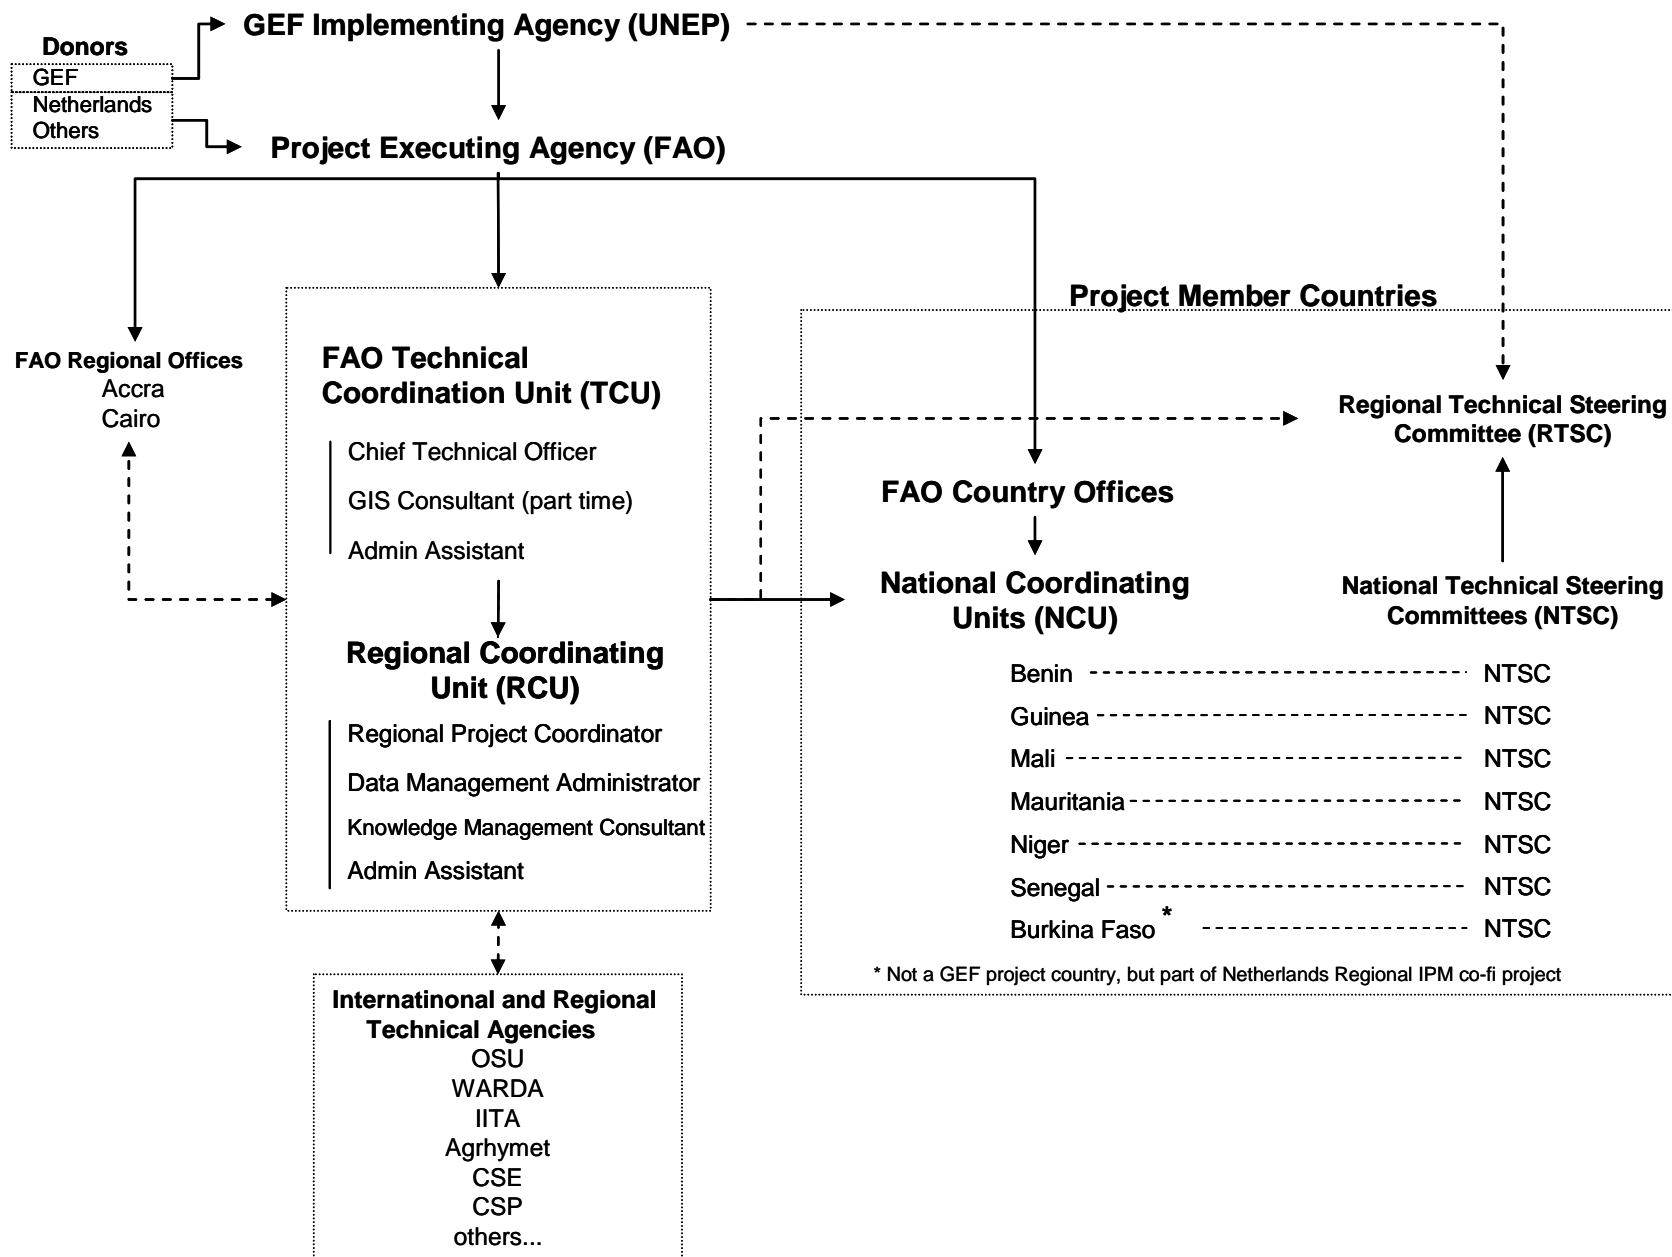 GEF Implementing Agency (UNEP)
Donors
GEF
Netherlands
Others
Project Executing Agency (FAO)
FAO Regional Offices
Accra
Cairo
FAO Technical
Coordination Unit (TCU)
Chief Technical Officer
GIS Consultant (part time)
Admin Assistant
Regional Coordinating
Unit (RCU)
Regional Project Coordinator
Data Management Administrator
Knowledge Management Consultant
Admin Assistant
Internatinonal and Regional
Technical Agencies
OSU
WARDA
IITA
Agrhymet
CSE
CSP
others...
Project Member Countries
Regional Technical Steering
Committee (RTSC)
FAO Country Offices
National Coordinating
Units (NCU)
National Technical Steering
Committees (NTSC)
Benin NTSC
Guinea NTSC
Mali NTSC
Mauritania NTSC
Niger NTSC
Senegal NTSC
Burkina Faso * NTSC
* Not a GEF project country, but part of Netherlands Regional IPM co-fi project